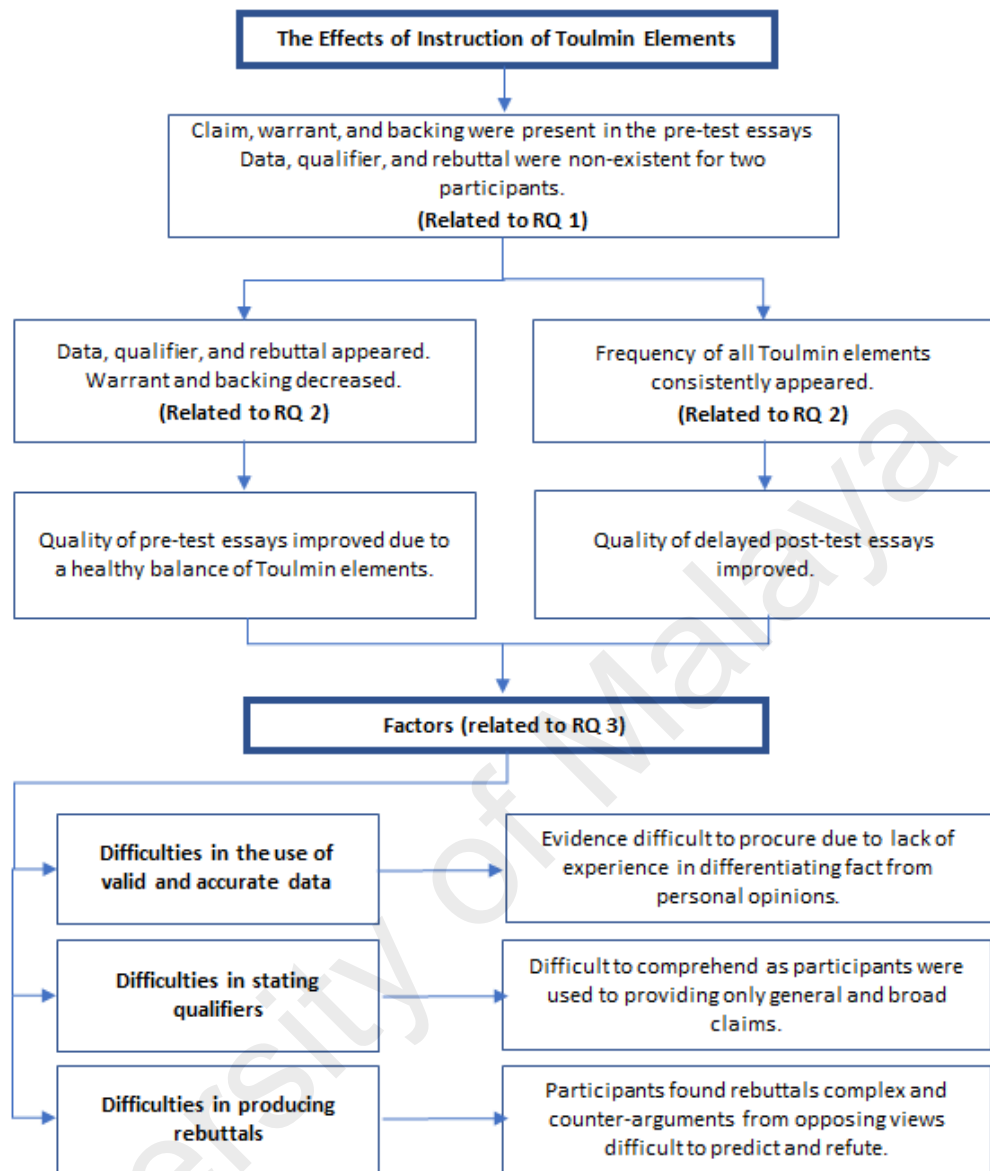 The Effects of Instruction of Toulmin Elements
Claim, warrant, and backing were present in the pre-test essays
Data, qualifier, and rebuttal were non-existent for two
participants.
(Related to RQ 1)
Data, qualifier, and rebuttal appeared.
Warrant and backing decreased.
(Related to RQ 2)
Frequency of all Toulmin elements
consistently appeared.
(Related to RQ 2)
Quality of pre-test essays improved due to
a healthy balance of Toulmin elements.
Quality of delayed post-test essays
improved.
Factors (related to RQ 3)
Difficulties in the use of
valid and accurate data
Evidence difficult to procure due to lack of
experience in differentiating fact from
personal opinions.
Difficulties in stating
qualifiers
Difficult to comprehend as participants were
used to providing only general and broad
claims.
Difficulties in producing
rebuttals
Participants found rebuttals complex and
counter-arguments from opposing views
difficult to predict and refute.
ersity of Malaya